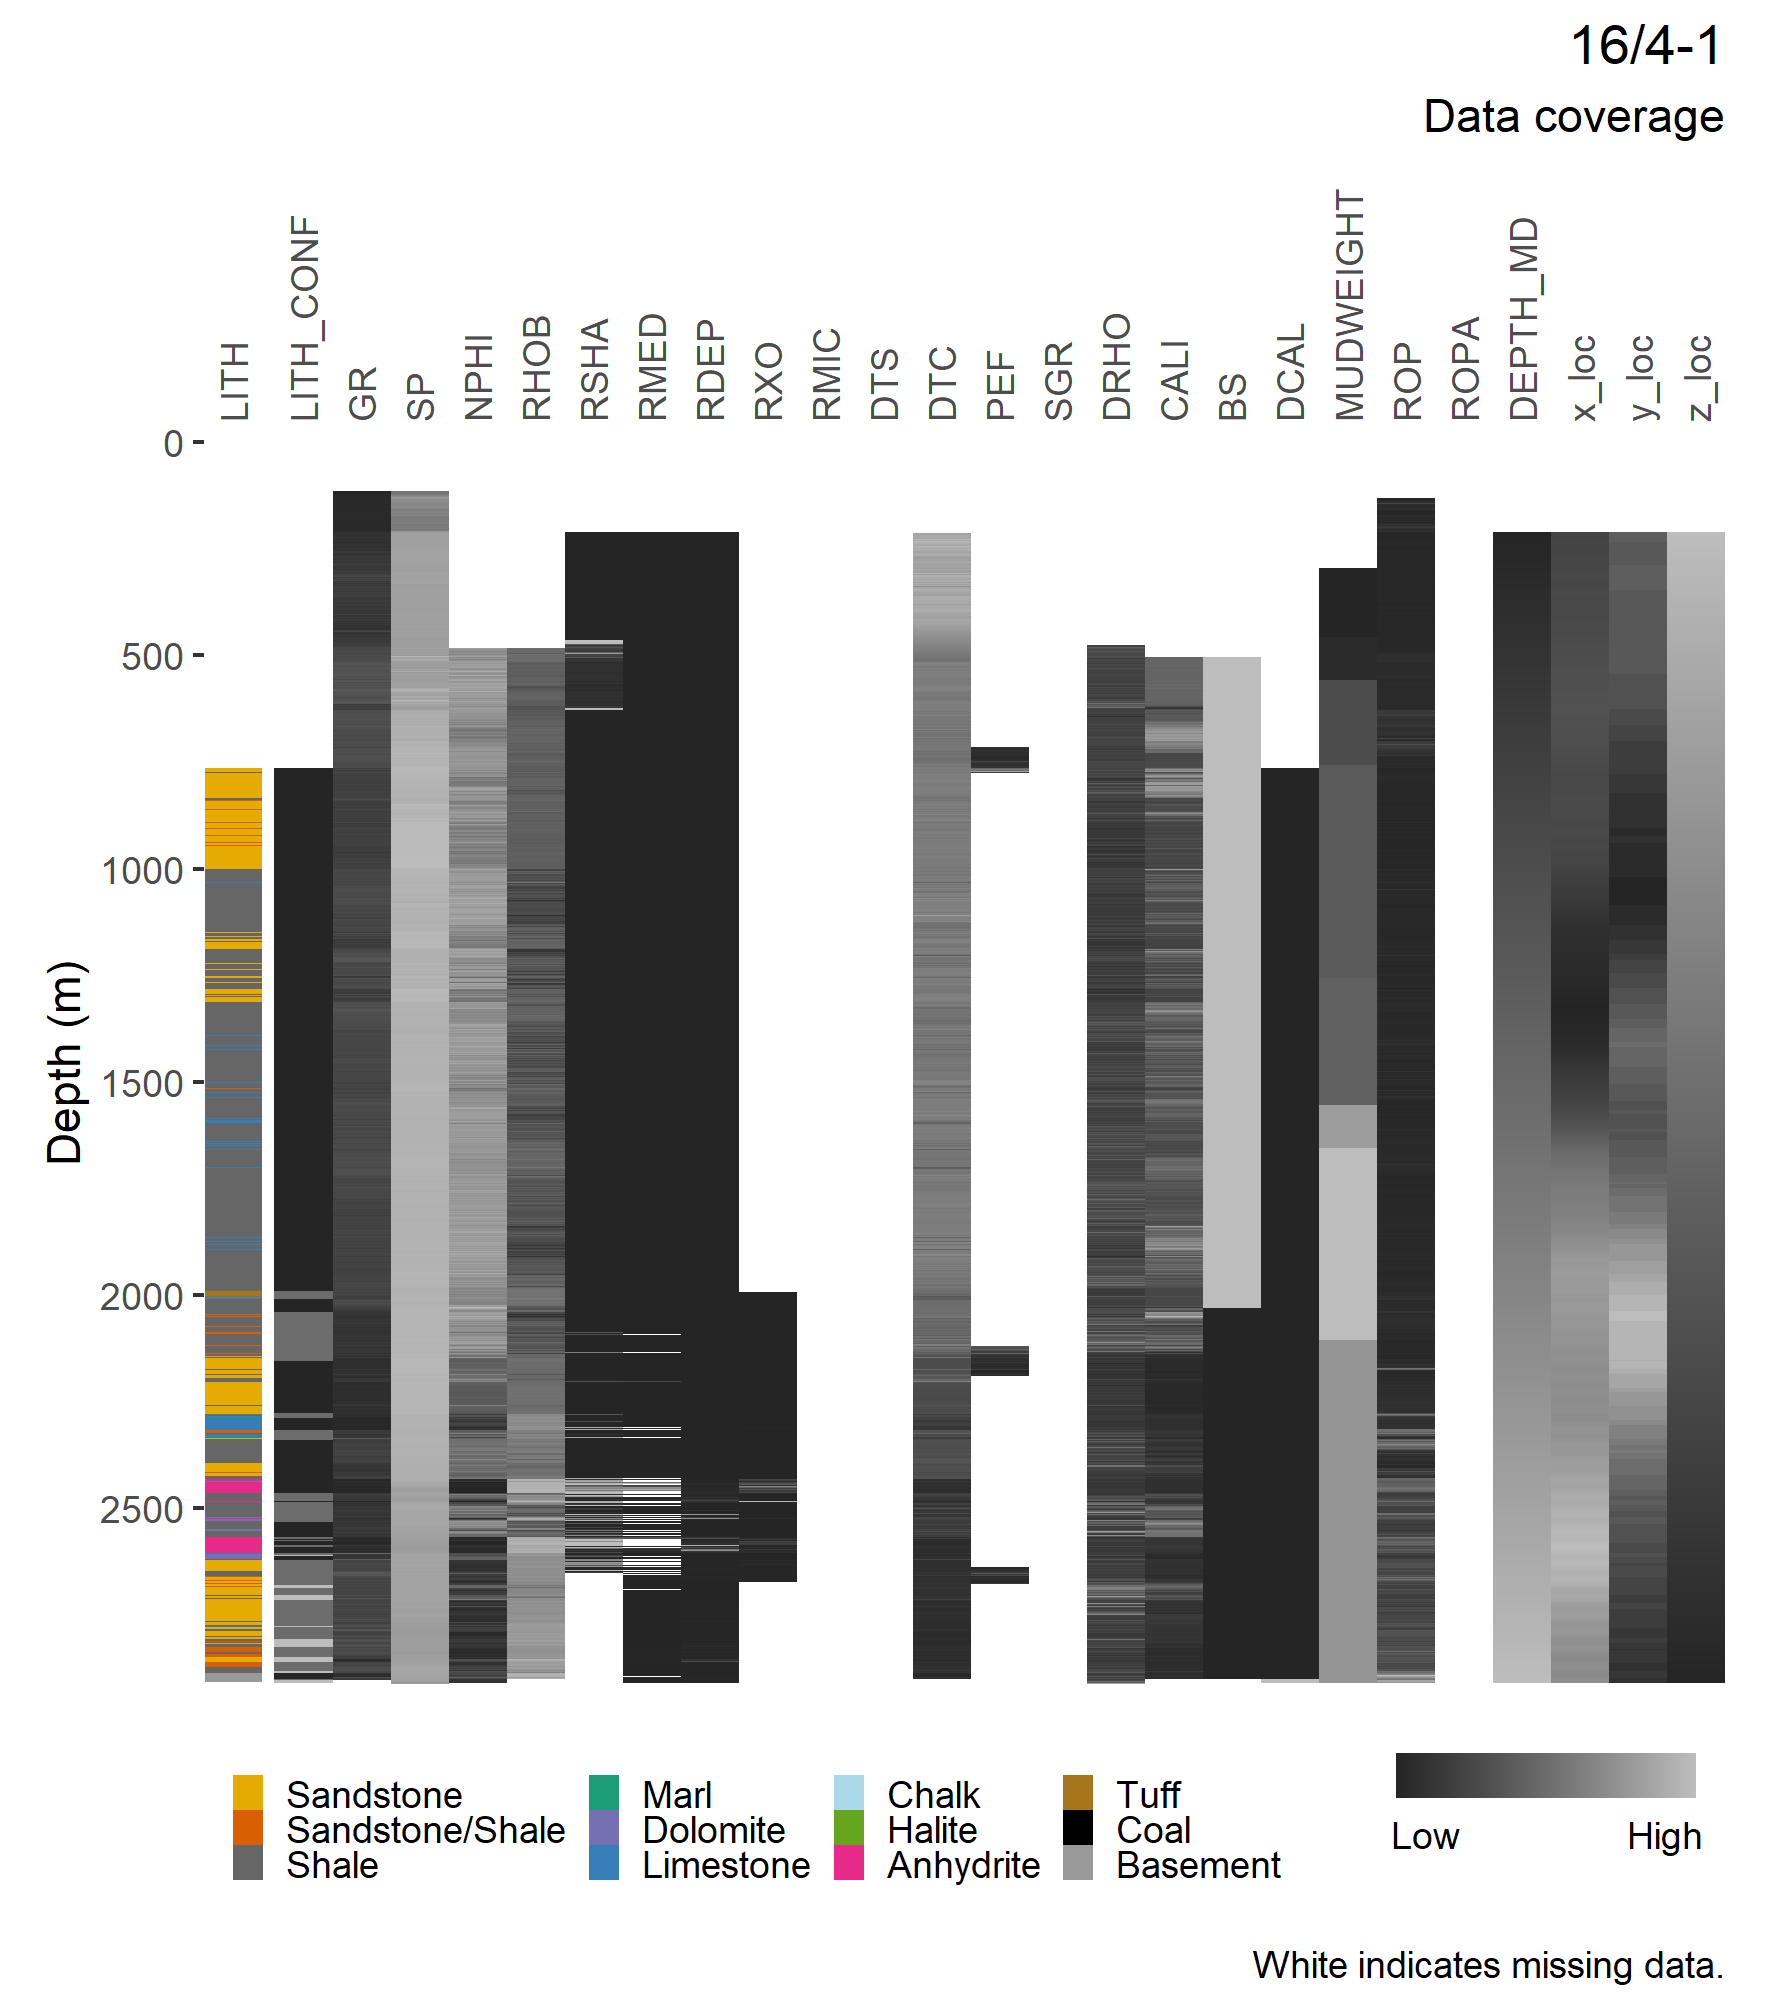 16/4-1
Data coverage
LITH
LITH_CONF
GR
SP
NPHI
RHOB
RSHA
RMED
RDEP
RXO
RMIC
DTS
DTC
PEF
SGR
DRHO
CALI
BS
DCAL
MUDWEIGHT
ROP
ROPA
DEPTH_MD
x_loc
y_loc
z_loc
Depth (m)
0
500
1000
1500
2000
2500
Sandstone
Sandstone/Shale
Shale
Marl
Dolomite
Limestone
Chalk
Halite
Anhydrite
Tuff
Coal
Basement
Low High
White indicates missing data.